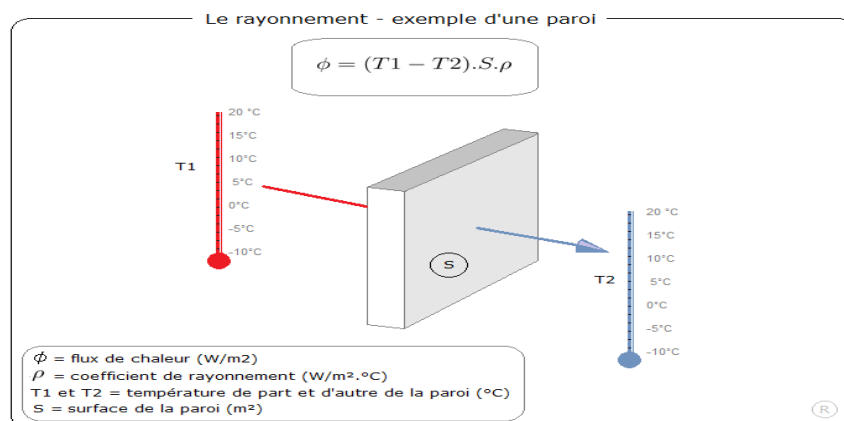 Le rayonnement - exemple d'une paroi
ϕ = (T1 − T2).S.ρ
20 °C
15°C
10°C
5°C
0°C
-5°C
-10°C
T1
S
20 °C
15°C
10°C
5°C
0°C
-5°C
-10°C
T2
ϕ = flux de chaleur (W/m2)
ρ = coefficient de rayonnement (W/m².°C)
T1 et T2 = température de part et d'autre de la paroi (°C)
S = surface de la paroi (m²)
R